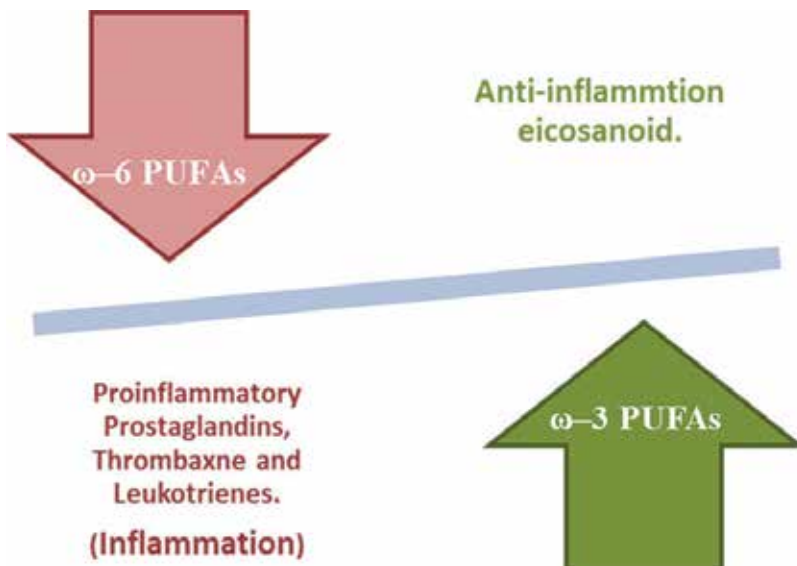 ω–6 PUFAs
Anti-inflammtion
eicosanoid.
Proinflammatory
Prostaglandins,
Thrombaxne and
Leukotrienes.
(Inflammation)
ω–3 PUFAs